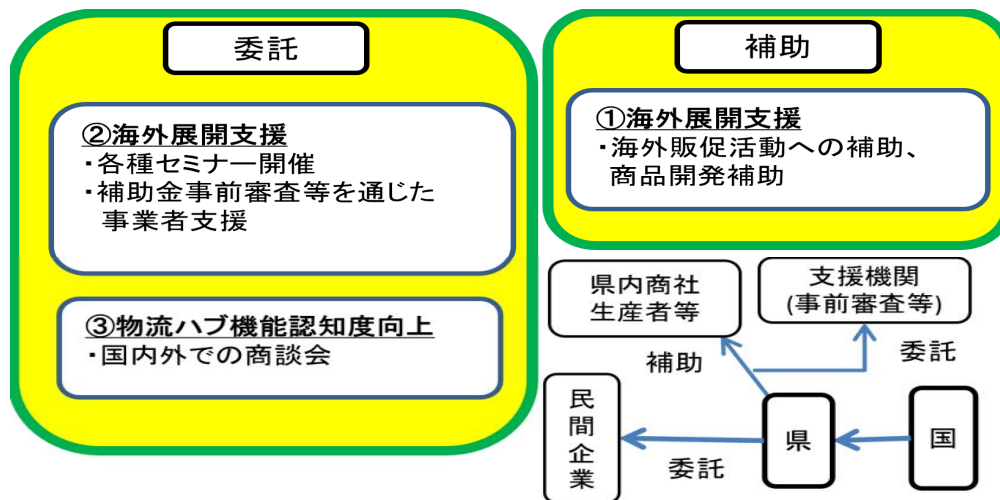 委託
②海外展開支援
・各種セミナー開催
・補助金事前審査等を通じた
事業者支援
③物流ハブ機能認知度向上
・国内外での商談会
補助
①海外展開支援
・海外販促活動への補助、
商品開発補助
県内商社
生産者等
支援機関
(事前審査等)
補助
委託
民間企業
委託
県
国